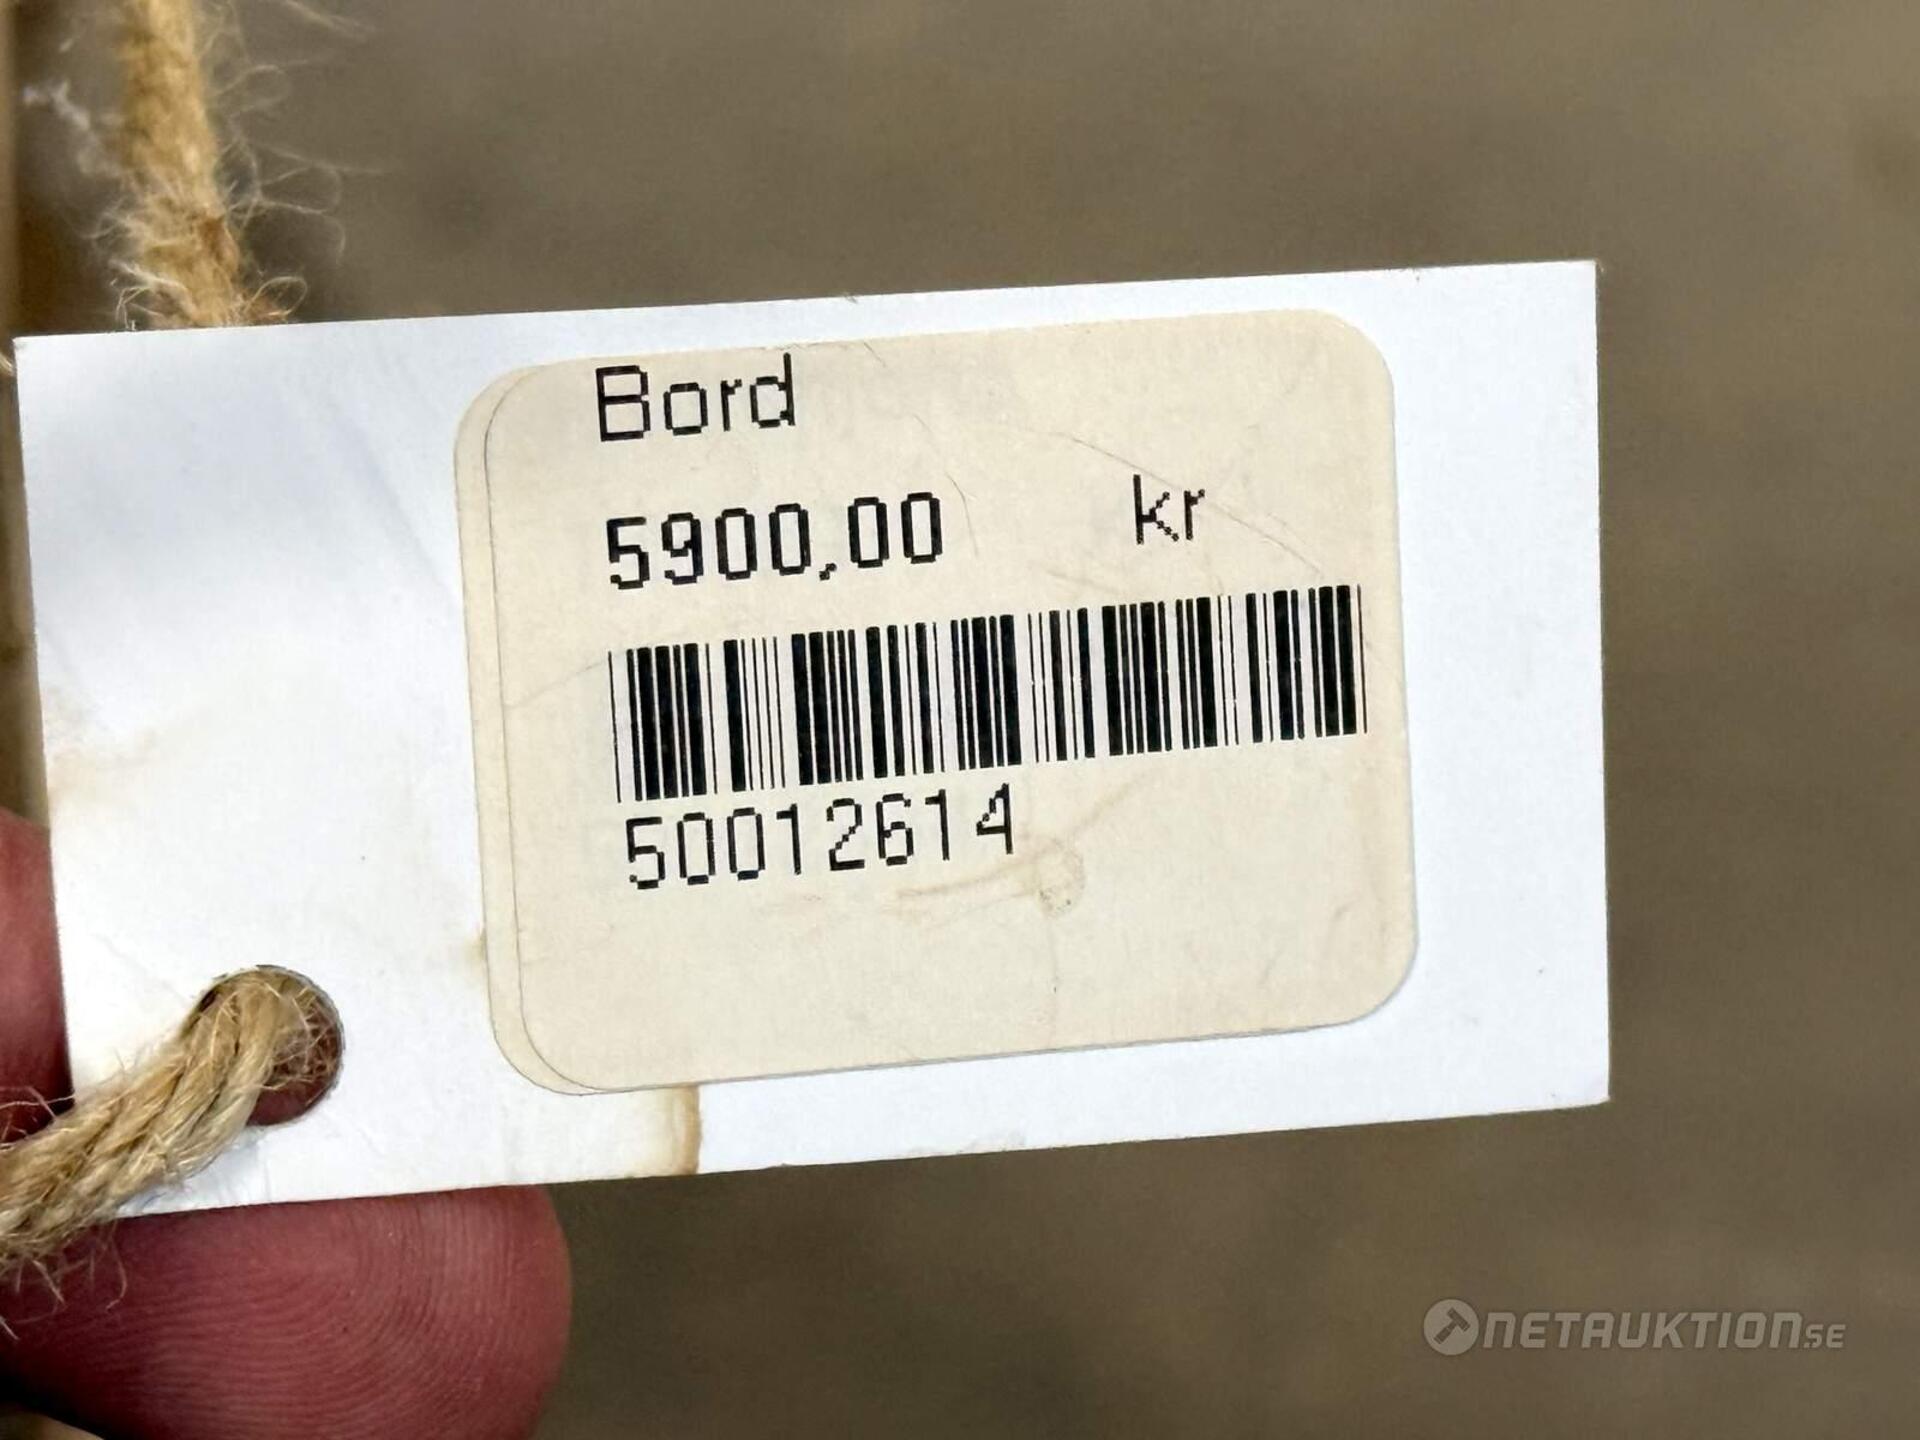 Bord
5900,00 kr
50012614
NETAUKTION.SE